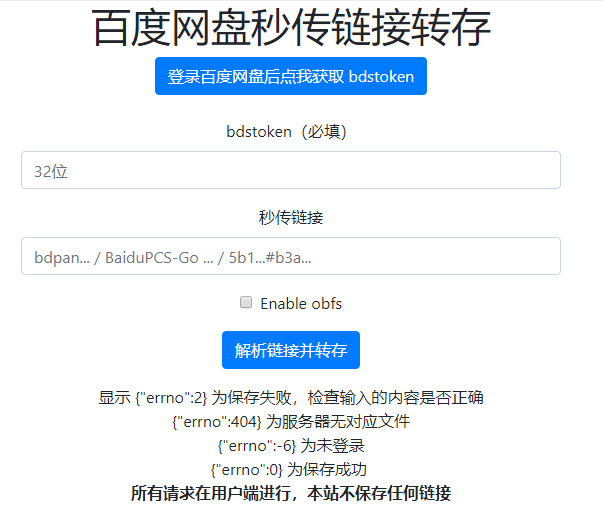 百度网盘秒传链接转存
登录百度网盘后点我获取 bdstoken
bdstoken（必填）
32位
秒传链接
bdpan... / BaiduPCS-Go ... / 5b1...#b3a...
Enable obfs
解析链接并转存
显示 {"errno":2} 为保存失败，检查输入的内容是否正确
{"errno":404} 为服务器无对应文件
{"errno":-6} 为未登录
{"errno":0} 为保存成功
所有请求在用户端进行，本站不保存任何链接